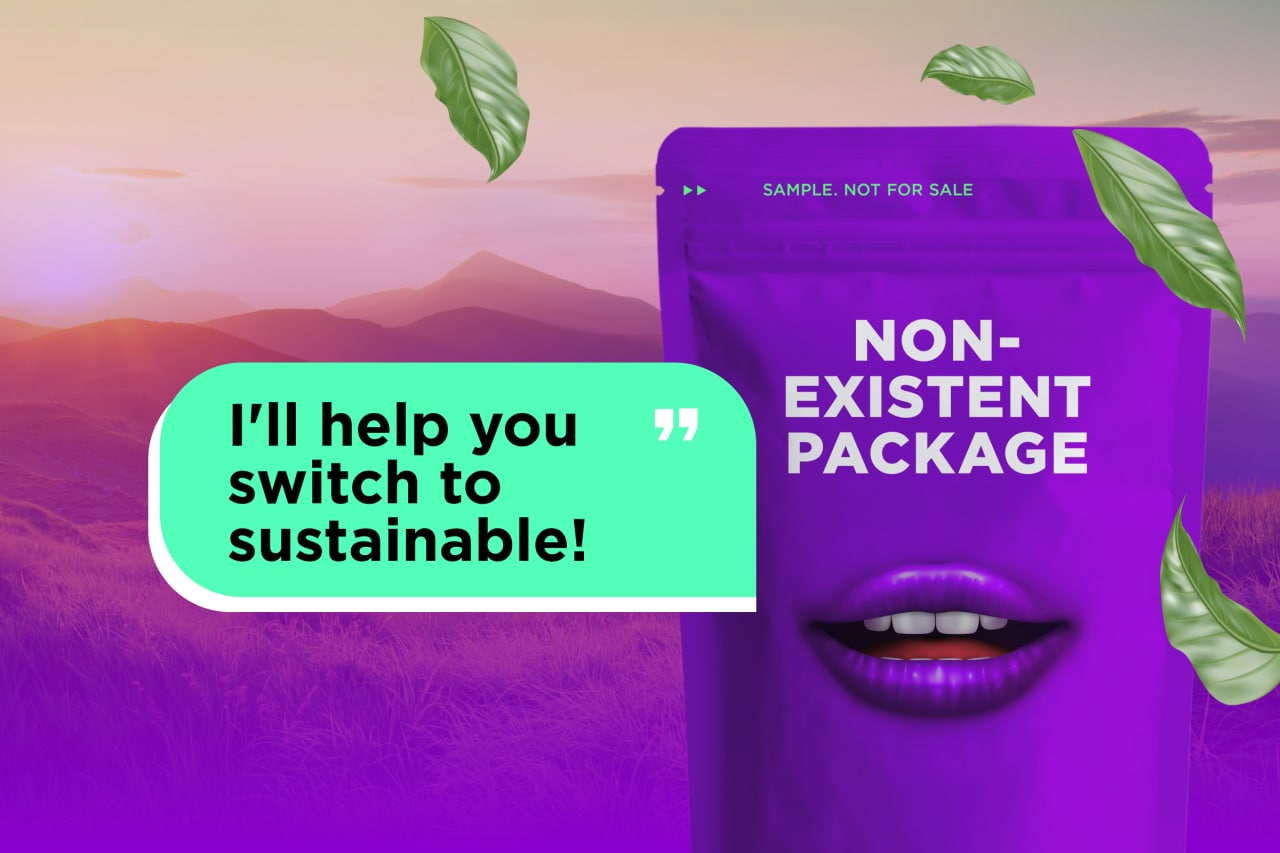 SAMPLE. NOT FOR SALE
NON-
EXISTENT
PACKAGE
I'll help you
switch to
sustainable!